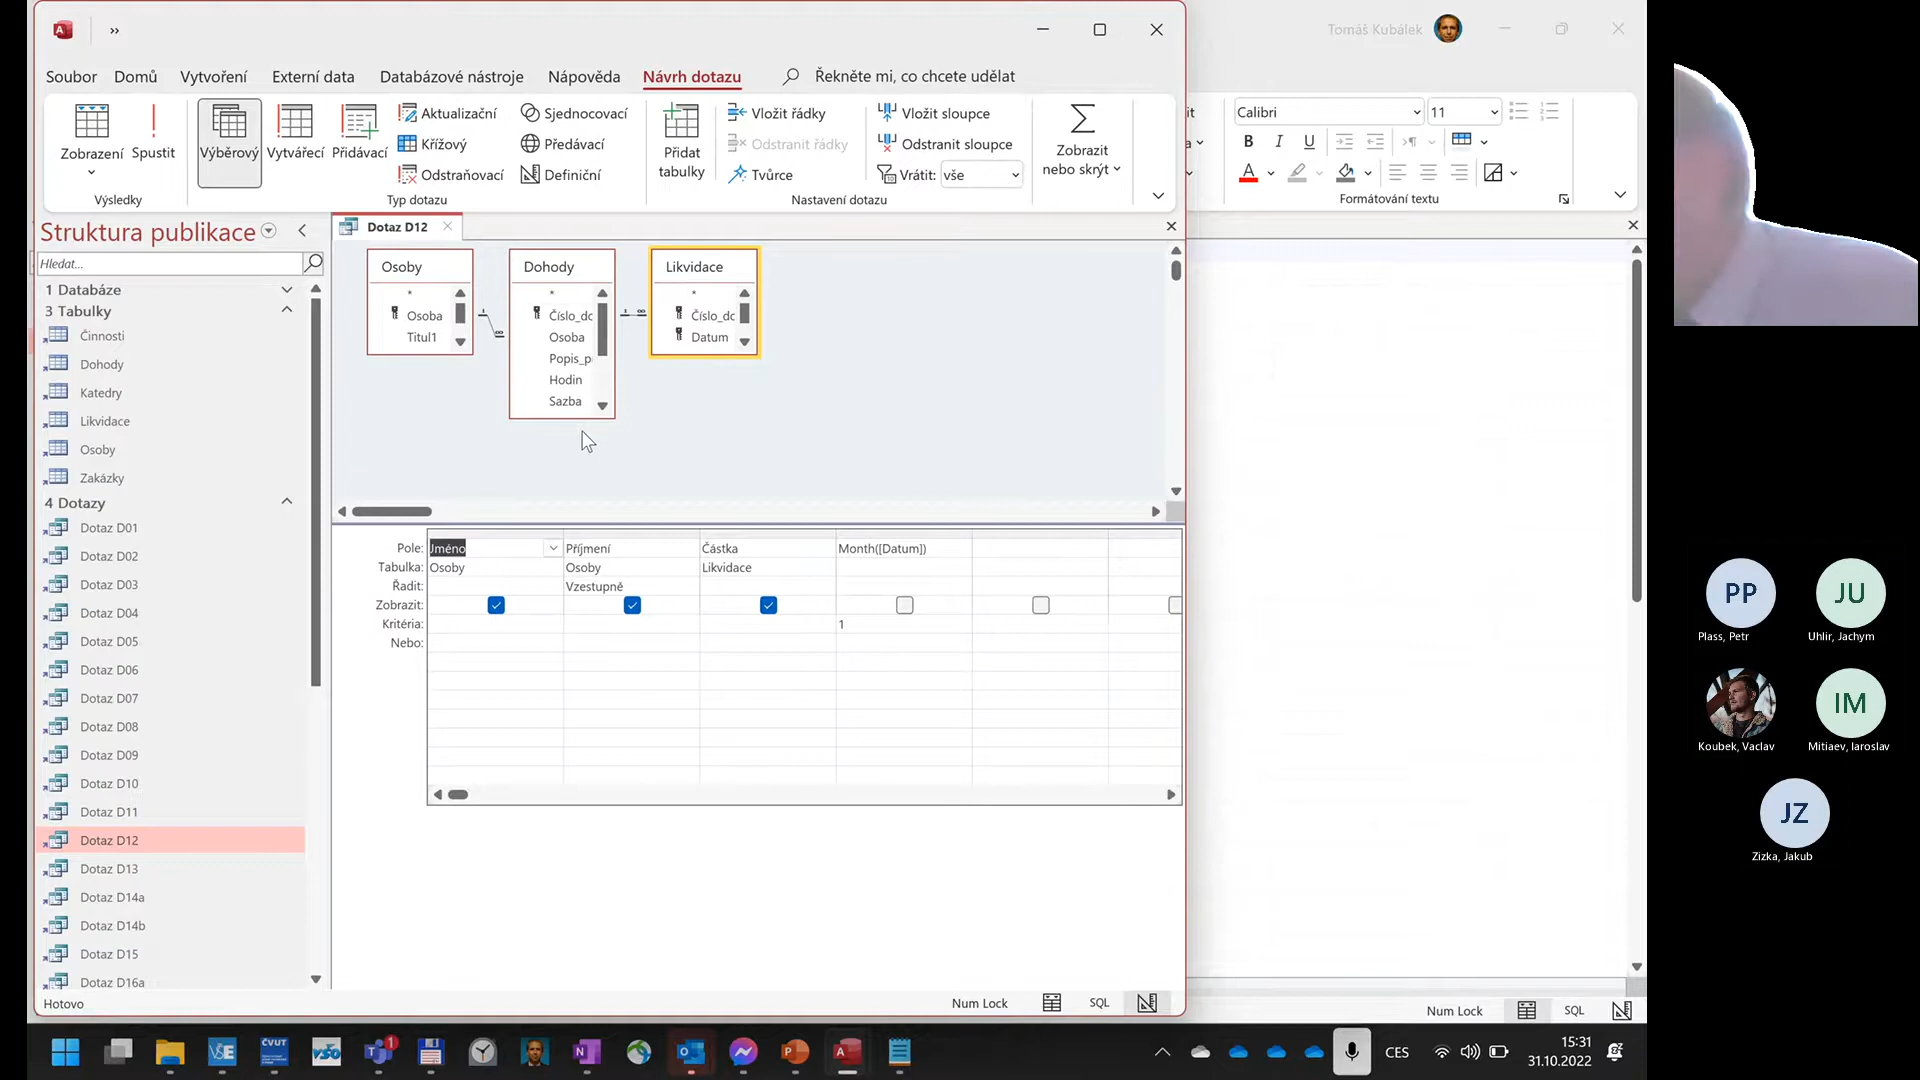 Tomáš Kubálek
Soubor Domů Vytvoření Externí data Databázové nástroje Nápověda Návrh dotazu Řekněte mi, co chcete udělat
Zobrazení
Spustit
Výsledky
Výběrový
Vytvářecí
Přidávací
Aktualizační
Křížový
Odstraňovací
Sjednocovací
Předávací
Definiční
Typ dotazu
Přidat
tabulky
Vložit řádky
Odstranit řádky
Tvůrce
Vložit sloupce
Odstranit sloupce
Vrátit: vše
Nastavení dotazu
Zobrazit
nebo skrýt
Calibri 11
B I U
A
Formátování textu
Struktura publikace
Hledat...
1 Databáze
3 Tabulky
Činnosti
Dohody
Katedry
Likvidace
Osoby
Zakázky
4 Dotazy
Dotaz D01
Dotaz D02
Dotaz D03
Dotaz D04
Dotaz D05
Dotaz D06
Dotaz D07
Dotaz D08
Dotaz D09
Dotaz D10
Dotaz D11
Dotaz D12
Dotaz D13
Dotaz D14a
Dotaz D14b
Dotaz D15
Dotaz D16a
Hotovo
Dotaz D12
Osoby
*
Osoba
Titul1
Dohody
*
Číslo_dc
Osoba
Popis_p
Hodin
Sazba
Likvidace
*
Číslo_dc
Datum
Pole: Jméno Příjmení Částka Month([Datum])
Tabulka: Osoby Osoby Likvidace
Řadit: Vzestupně
Zobrazit:
Kritéria: 1
Nebo:
Num Lock SQL
Num Lock SQL
PP
Plass, Petr
JU
Uhlir, Jachym
Koubek, Vaclav
IM
Mitiaev, Iaroslav
JZ
Zizka, Jakub
CES
15:31
31.10.2022